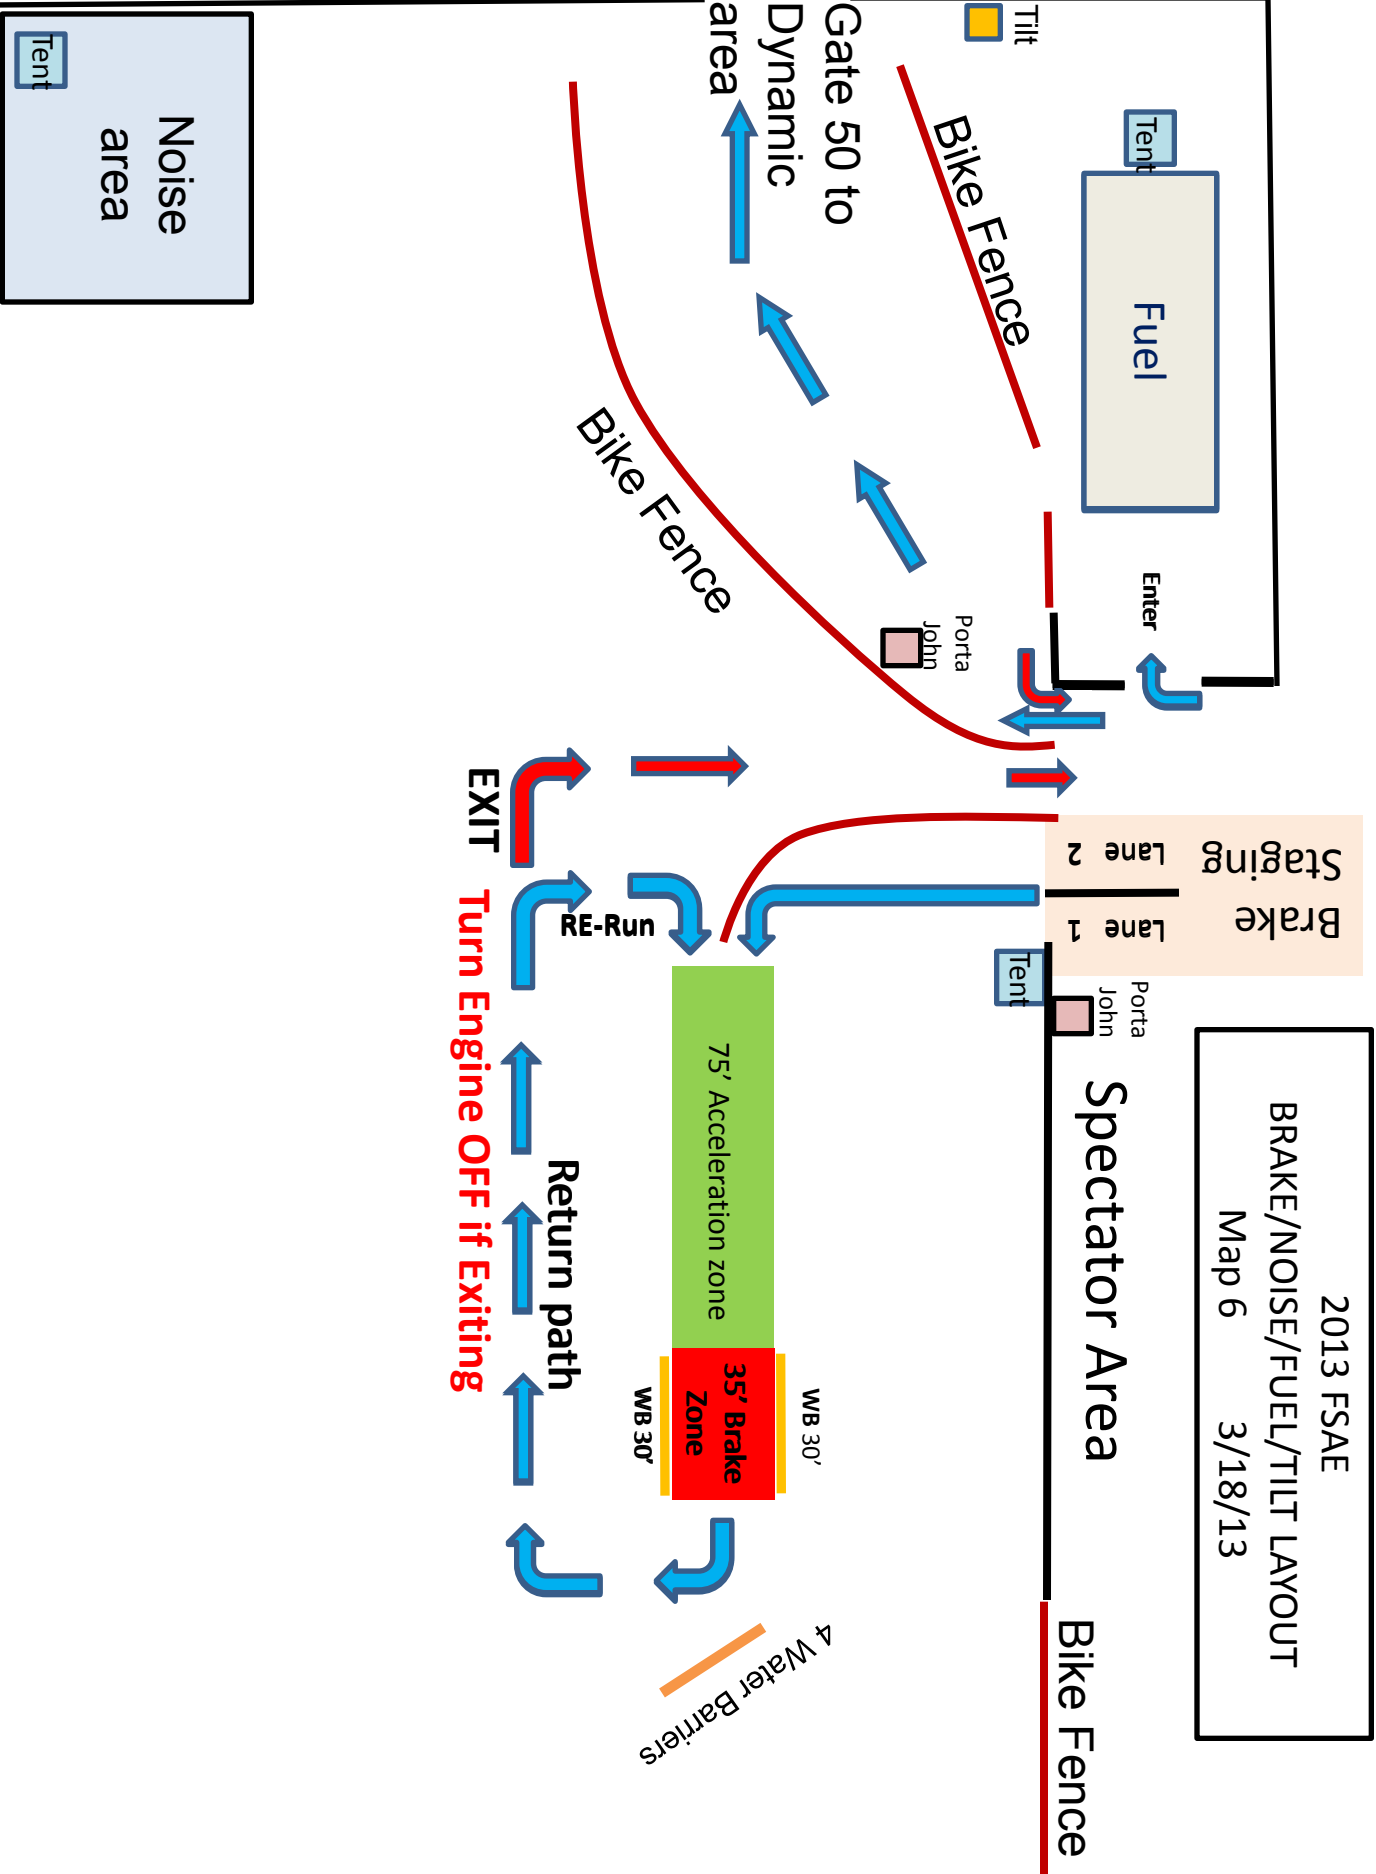 2013 FSAE
BRAKE/NOISE/FUEL/TILT LAYOUT
Map 6 3/18/13
Tilt
Tent
Fuel
Enter
Bike Fence
Gate 50 to
Dynamic
area
Porta
John
Bike Fence
Tent
Noise
area
Brake
Staging
Lane
1
Lane
2
Tent
Porta
John
Spectator Area
Bike Fence
EXIT
RE-Run
75’ Acceleration zone
35’ Brake
Zone
WB 30’
WB 30’
Return path
Turn Engine OFF if Exiting
4 Water Barriers